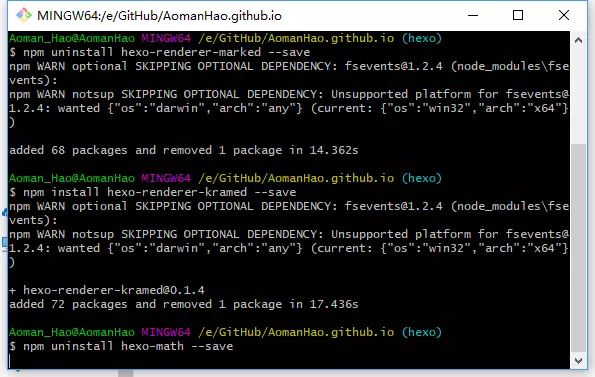 MINGW64:/e/GitHub/AomanHao.github.io
Aoman_Hao@AomanHao MINGW64 /e/GitHub/AomanHao.github.io (hexo)
$ npm uninstall hexo-renderer-marked --save
npm WARN optional SKIPPING OPTIONAL DEPENDENCY: fsevents@1.2.4 (node_modules\fse
vents):
npm WARN notsup SKIPPING OPTIONAL DEPENDENCY: Unsupported platform for fsevents@
1.2.4: wanted {"os":"darwin","arch":"any"} (current: {"os":"win32","arch":"x64"}
)
added 68 packages and removed 1 package in 14.362s
Aoman_Hao@AomanHao MINGW64 /e/GitHub/AomanHao.github.io (hexo)
$ npm install hexo-renderer-kramed --save
npm WARN optional SKIPPING OPTIONAL DEPENDENCY: fsevents@1.2.4 (node_modules\fse
vents):
npm WARN notsup SKIPPING OPTIONAL DEPENDENCY: Unsupported platform for fsevents@
1.2.4: wanted {"os":"darwin","arch":"any"} (current: {"os":"win32","arch":"x64"}
)
+ hexo-renderer-kramed@0.1.4
added 72 packages and removed 1 package in 17.436s
Aoman_Hao@AomanHao MINGW64 /e/GitHub/AomanHao.github.io (hexo)
$ npm uninstall hexo-math --save